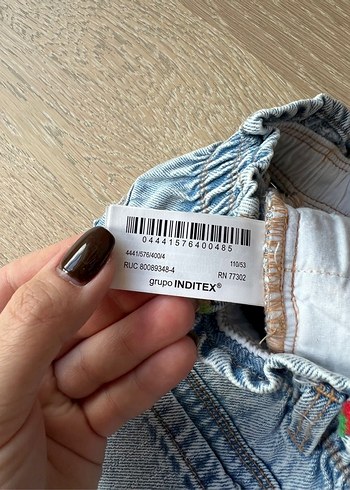 04441576400485
4441/576/400/4 110/53
RUC 80089348-4 RN 77302
grupo INDITEX®